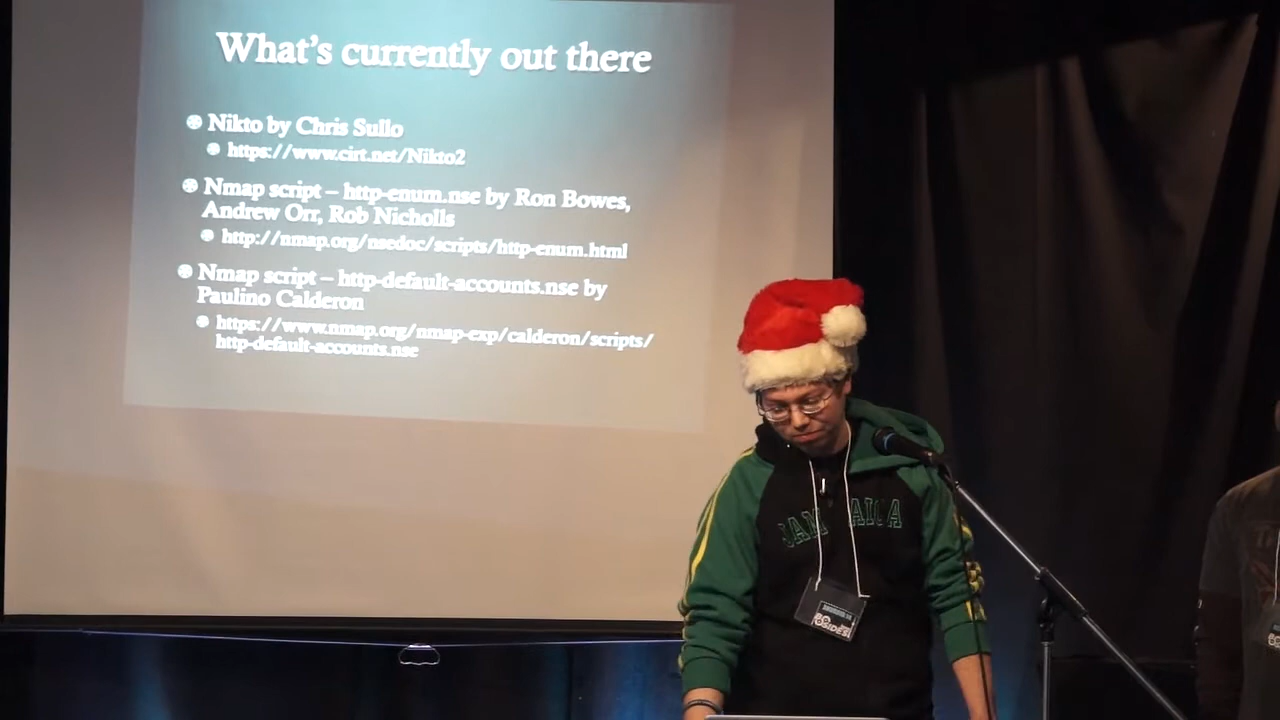 What's currently out there
Nikto by Chris Sullo
https://www.cirt.net/Nikto2
Nmap script – http-enum.nse by Ron Bowes,
Andrew Orr, Rob Nicholls
http://nmap.org/nsedoc/scripts/http-enum.html
Nmap script – http-default-accounts.nse by
Paulino Calderon
https://www.nmap.org/nmap-exp/calderon/scripts/
http-default-accounts.nse
JAMAICA
BSIDES